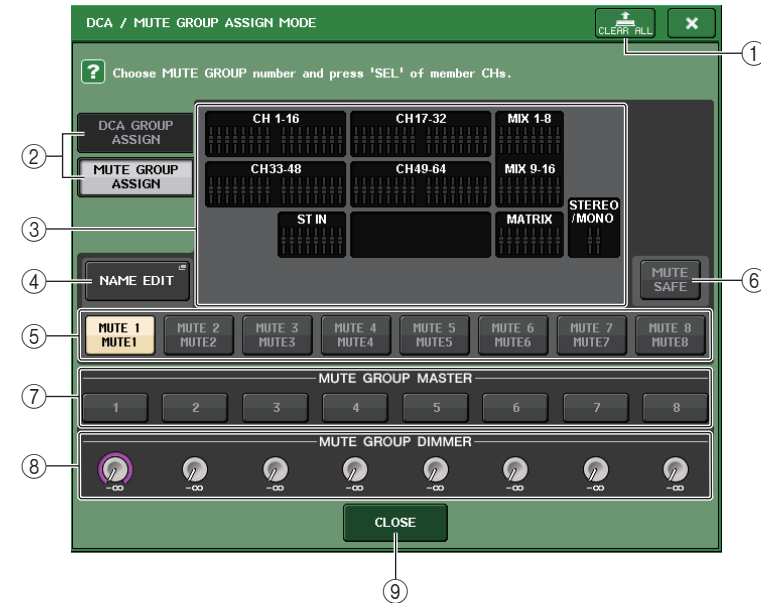 DCA / MUTE GROUP ASSIGN MODE
CLEAR ALL
①
? Choose MUTE GROUP number and press 'SEL' of member CHs.
②
DCA GROUP
ASSIGN
MUTE GROUP
ASSIGN
③
CH 1-16
CH17-32
MIX 1-8
CH33-48
CH49-64
MIX 9-16
ST IN
MATRIX
STEREO
/MONO
④
NAME EDIT
MUTE
SAFE
⑥
⑤
MUTE 1
MUTE1
MUTE 2
MUTE2
MUTE 3
MUTE3
MUTE 4
MUTE4
MUTE 5
MUTE5
MUTE 6
MUTE6
MUTE 7
MUTE7
MUTE 8
MUTE8
⑦
MUTE GROUP MASTER
1 2 3 4 5 6 7 8
⑧
MUTE GROUP DIMMER
-∞ -∞ -∞ -∞ -∞ -∞ -∞ -∞
CLOSE
⑨